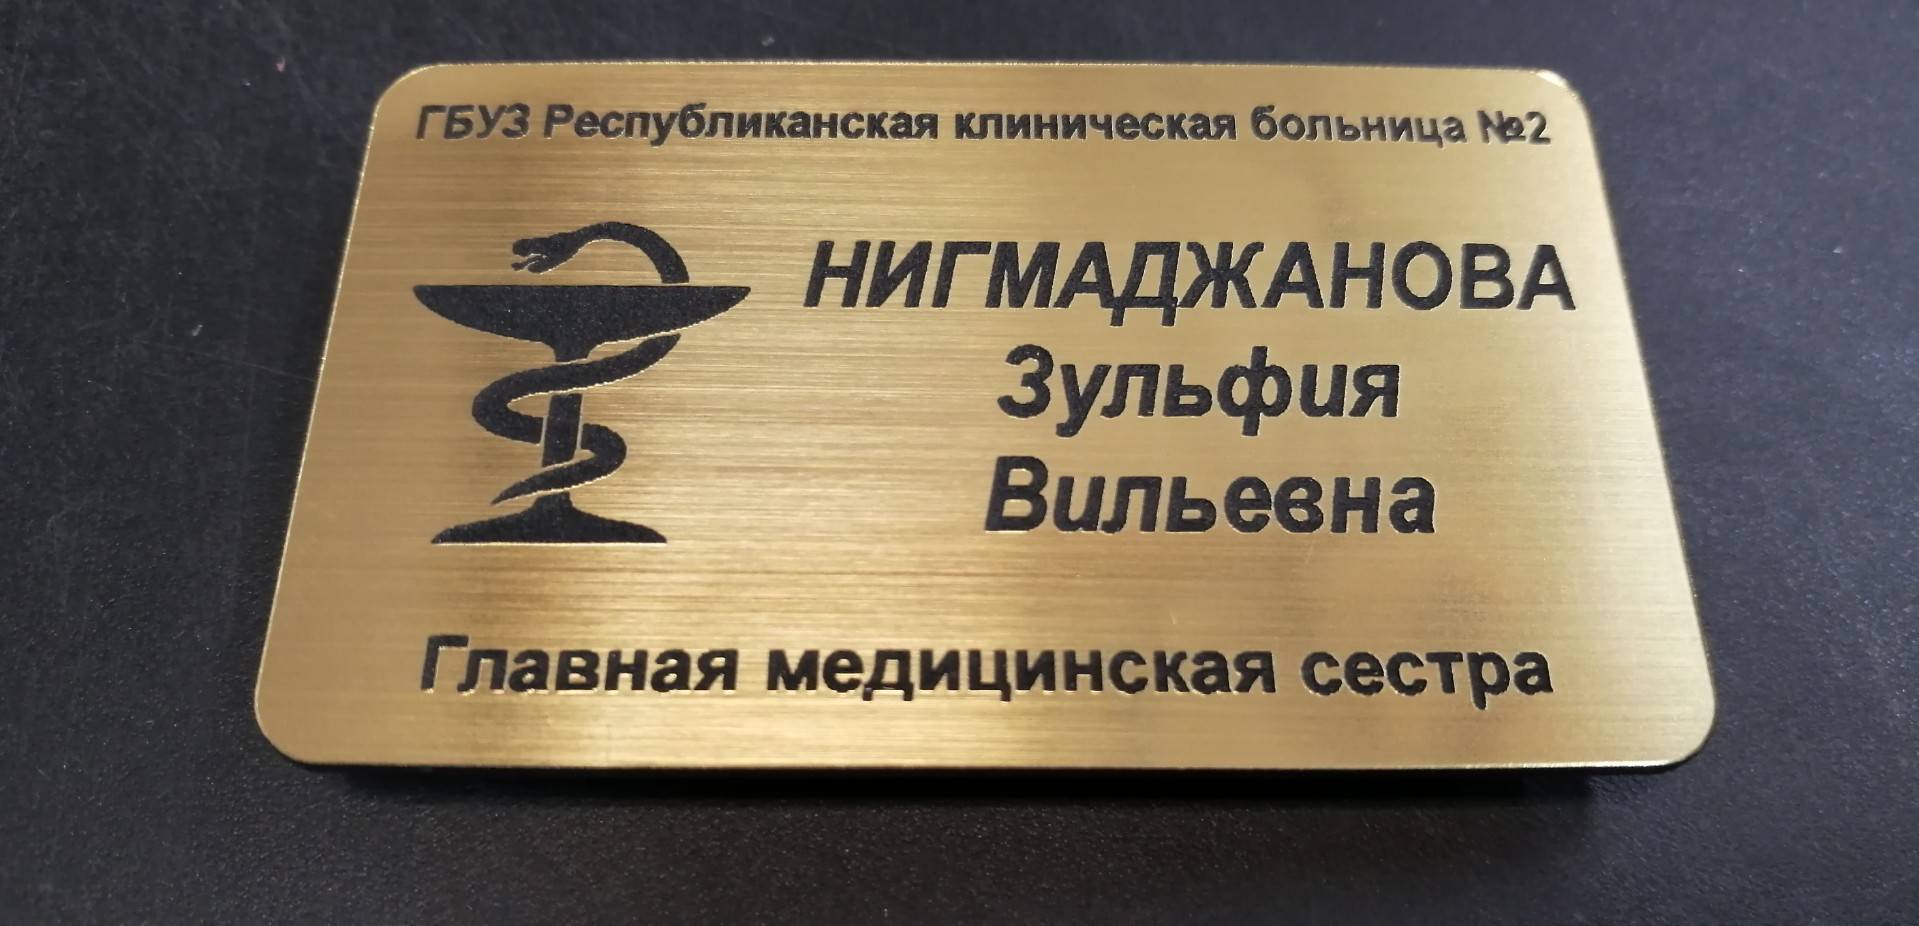 ГБУЗ Республиканская клиническая больница №2
НИГМАДЖАНОВА
Зульфия
Вильевна
Главная медицинская сестра